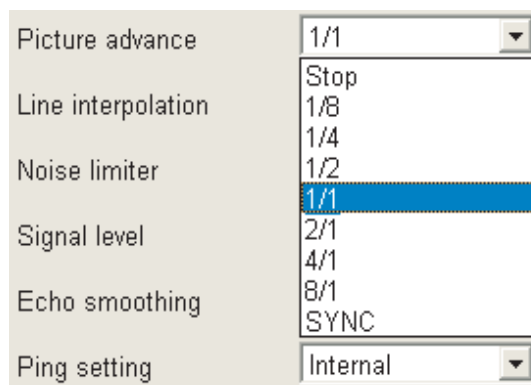 Picture advance 1/1
Stop
Line interpolation 1/8
1/4
Noise limiter 1/2
1/1
Signal level 2/1
4/1
Echo smoothing 8/1
SYNC
Ping setting Internal